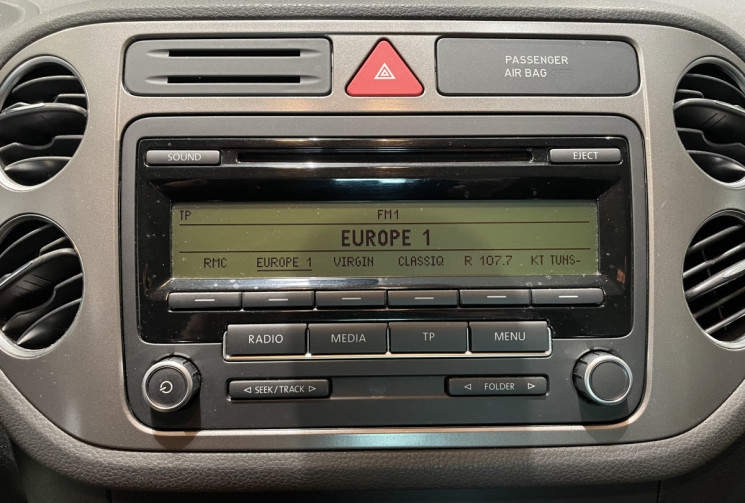 PASSENGER
AIR BAG
SOUND EJECT
TP FM1
EUROPE 1
RMC EUROPE 1 VIRGIN CLASSIQ R 107.7 KT TUNS-
RADIO MEDIA TP MENU
SEEK/TRACK FOLDER